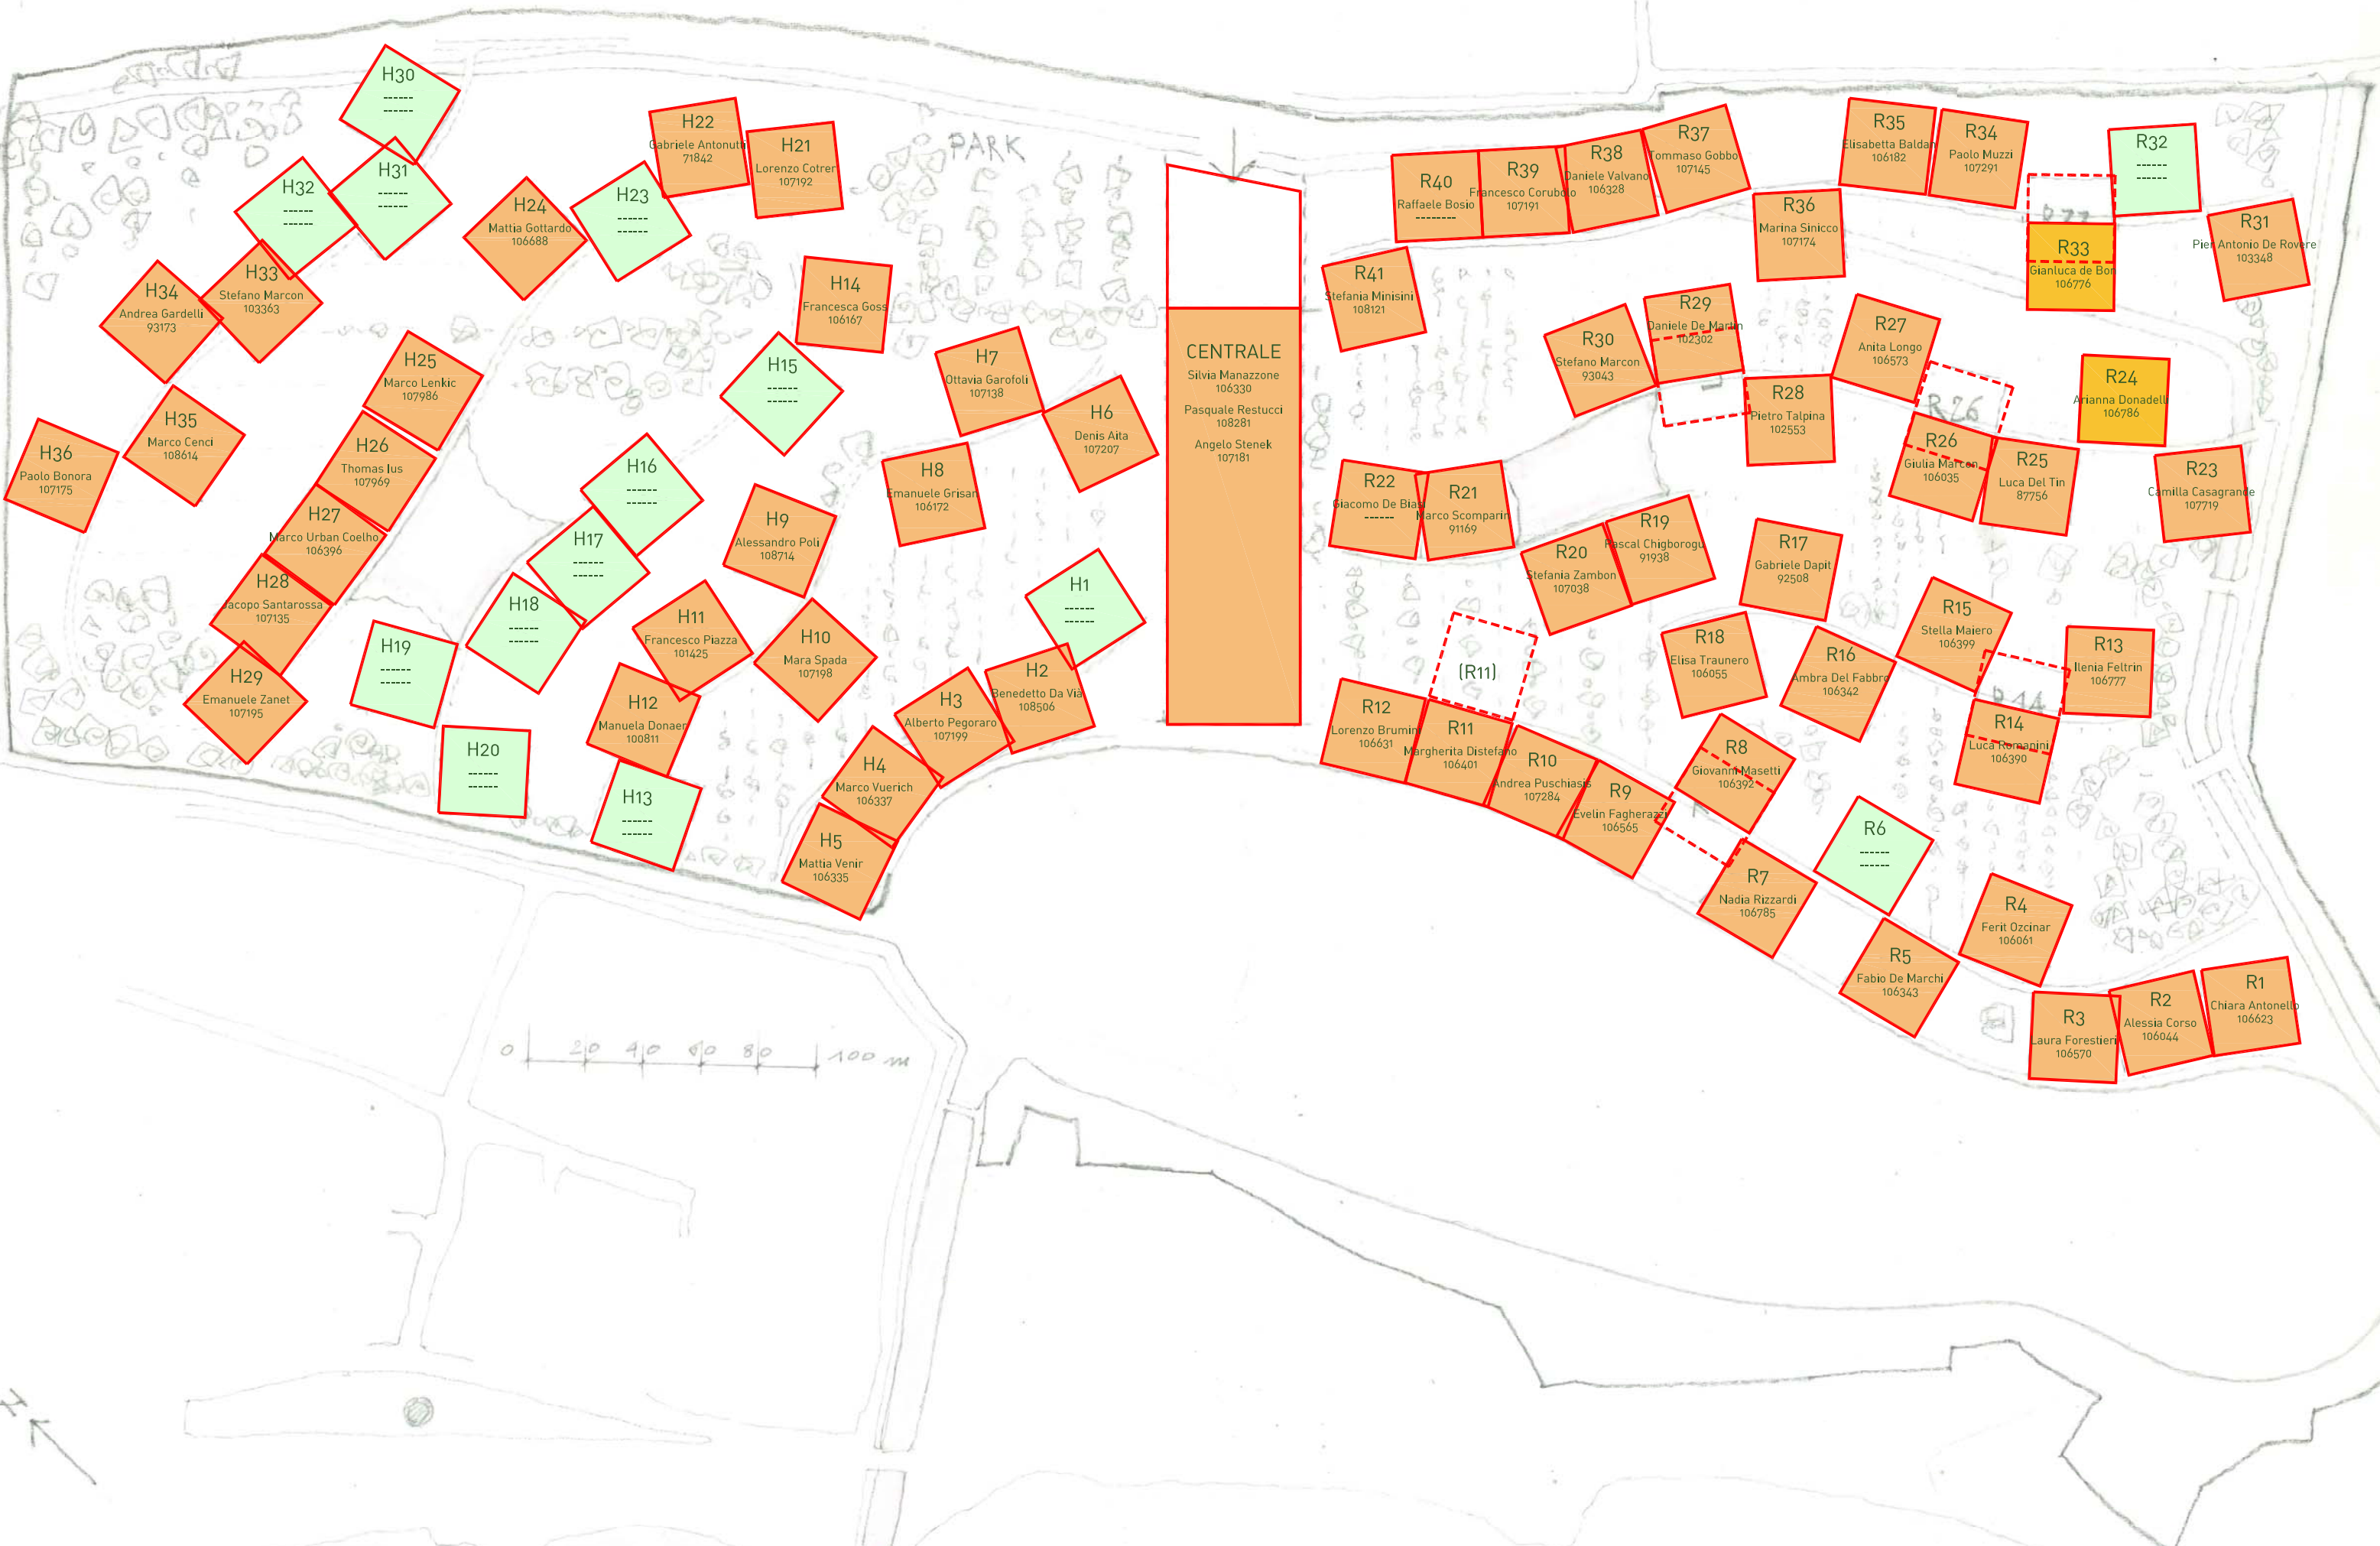 H30
------
------
H31
------
------
H32
------
------
H33
Stefano Marcon
103363
H34
Andrea Gardelli
93173
H24
Mattia Gottardo
106688
H23
------
------
H22
Gabriele Antonutti
71842
H21
Lorenzo Cotrer
107192
PARK
H14
Francesca Goss
106167
H15
------
------
H25
Marco Lenkic
107986
H26
Thomas Ius
107969
H27
Marco Urban Coelho
106396
H28
Jacopo Santarossa
107135
H29
Emanuele Zanet
107195
H35
Marco Cenci
108614
H36
Paolo Bonora
107175
H16
------
------
H17
------
------
H18
------
------
H19
------
------
H20
------
------
H7
Ottavia Garofoli
107138
H6
Denis Aita
107207
H8
Emanuele Grisan
106172
H9
Alessandro Poli
108714
H10
Mara Spada
107198
H11
Francesco Piazza
101425
H12
Manuela Donaer
100811
H13
------
------
H1
------
------
H2
Benedetto Da Vià
108506
H3
Alberto Pegoraro
107199
H4
Marco Vuerich
106337
H5
Mattia Venir
106335
CENTRALE
Silvia Manazzone
106330
Pasquale Restucci
108281
Angelo Stenek
107181
R40
Raffaele Bosio
--------
R39
Francesco Corubolo
107191
R38
Daniele Valvano
106328
R37
Tommaso Gobbo
107145
R35
Elisabetta Baldan
106182
R34
Paolo Muzzi
107291
R32
------
------
R36
Marina Sinicco
107174
R33
Gianluca de Bon
106776
R31
Pier Antonio De Rovere
103348
R41
Stefania Minisini
108121
R30
Stefano Marcon
93043
R29
Daniele De Martin
102302
R28
Pietro Talpina
102553
R27
Anita Longo
106573
R26
R26
Giulia Marcon
106035
R25
Luca Del Tin
87756
R24
Arianna Donadell
106786
R23
Camilla Casagrande
107719
R22
Giacomo De Bias
------
R21
Marco Scomparin
91169
R20
Stefania Zambon
107038
R19
Pascal Chigborogu
91938
R17
Gabriele Dapit
92508
R18
Elisa Traunero
106055
R16
Ambra Del Fabbro
106342
R15
Stella Maiero
106399
R13
Ilenia Feltrin
106777
R14
Luca Romanini
106390
(R11)
R12
Lorenzo Brumin
106631
R11
Margherita Distefano
106401
R10
Andrea Puschiasis
107284
R9
Evelin Fagherazzi
106565
R8
Giovanni Masetti
106392
R7
Nadia Rizzardi
106785
R6
------
------
R5
Fabio De Marchi
106343
R4
Ferit Ozcinar
106061
R3
Laura Forestieri
106570
R2
Alessia Corso
106044
R1
Chiara Antonello
106623
0 20 40 60 80 100 m